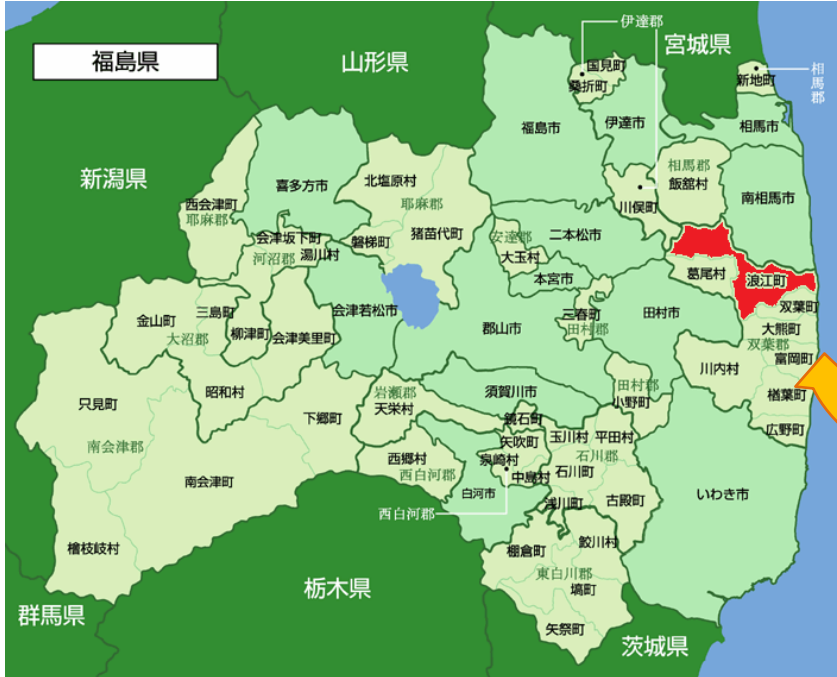 福島県
山形県
宮城県
新潟県
群馬県
栃木県
茨城県
伊達郡
国見町
桑折町
相馬郡
新地町
福島市
伊達市
相馬市
喜多方市
北塩原村
耶麻郡
相馬郡
飯舘村
南相馬市
西会津町
耶麻郡
川俣町
会津坂下町
河沼郡
湯川村
磐梯町
猪苗代町
安達郡
大玉村
二本松市
本宮市
葛尾村
浪江町
双葉町
金山町
三島町
大沼郡
柳津町
会津美里町
会津若松市
郡山市
三春町
田村郡
田村市
大熊町
双葉郡
富岡町
川内村
楢葉町
広野町
只見町
昭和村
下郷町
岩瀬郡
天栄村
須賀川市
鏡石町
田村郡
小野町
南会津郡
南会津町
西郷村
西白河郡
矢吹町
泉崎村
中島村
玉川村
平田村
石川郡
石川町
白河市
浅川町
古殿町
いわき市
西白河郡
檜枝岐村
棚倉町
鮫川村
東白川郡
塙町
矢祭町